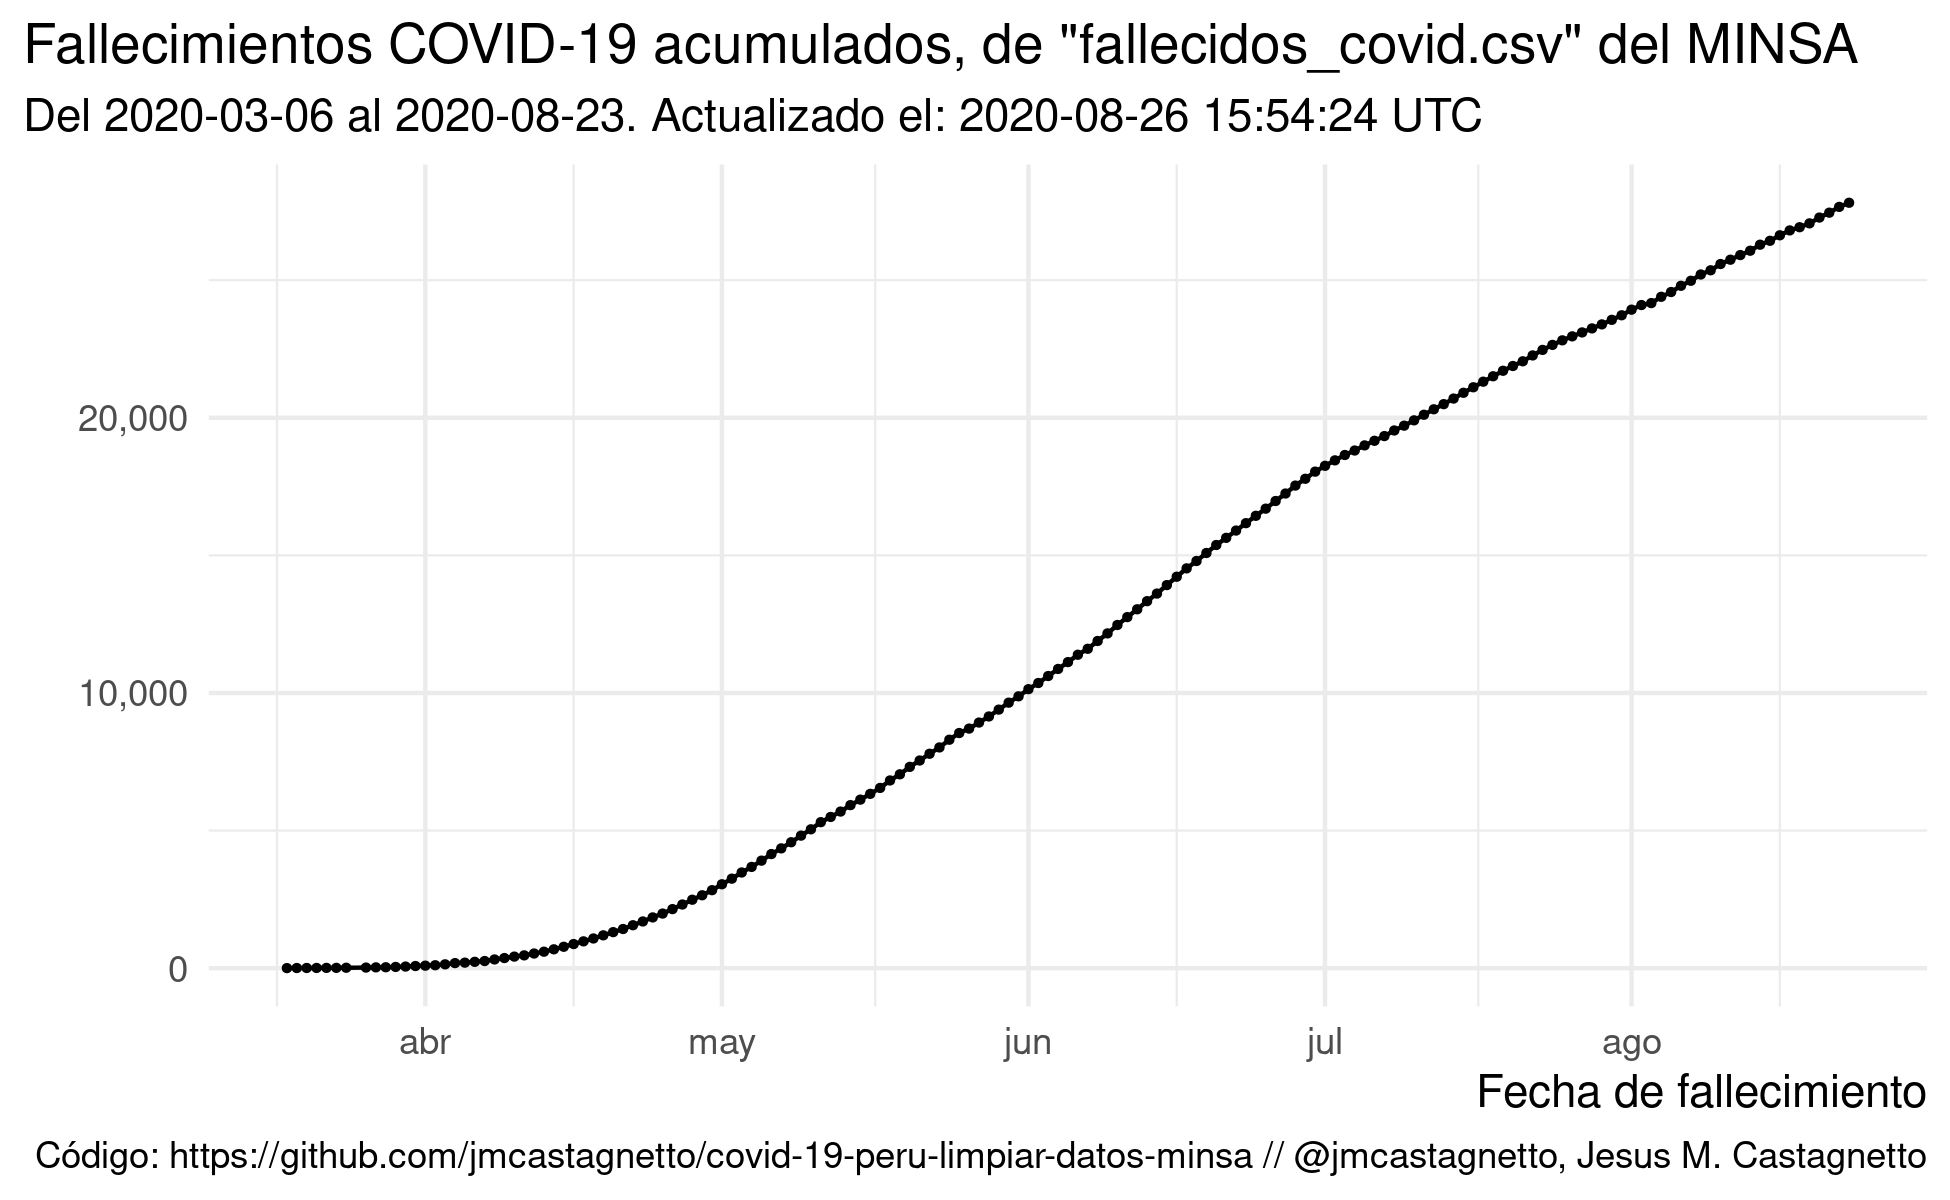 Fallecimientos COVID-19 acumulados, de "fallecidos_covid.csv" del MINSA
Del 2020-03-06 al 2020-08-23. Actualizado el: 2020-08-26 15:54:24 UTC
20,000
10,000
0
abr may jun jul ago
Fecha de fallecimiento
Código: https://github.com/jmcastagnetto/covid-19-peru-limpiar-datos-minsa // @jmcastagnetto, Jesus M. Castagnetto